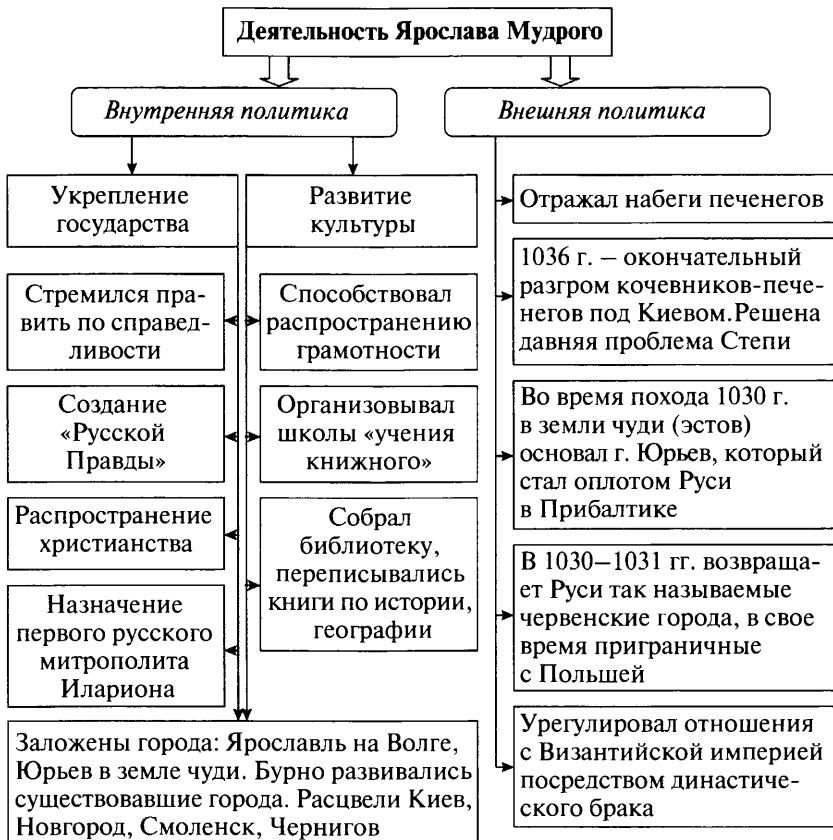 Деятельность Ярослава Мудрого
Внутренняя политика
Внешняя политика
Укрепление
государства
Развитие
культуры
Стремился пра-
вить по справед-
ливости
Способствовал
распространению
грамотности
Создание
«Русской
Правды»
Организовывал
школы «учения
книжного»
Распространение
христианства
Собрал
библиотеку,
переписывались
книги по истории,
географии
Назначение
первого русского
митрополита
Илариона
Заложены города: Ярославль на Волге,
Юрьев в земле чуди. Бурно развивались
существовавшие города. Расцвели Киев,
Новгород, Смоленск, Чернигов
Отражал набеги печенегов
1036 г. – окончательный
разгром кочевников-пече-
негов под Киевом.Решена
давняя проблема Степи
Во время похода 1030 г.
в земли чуди (эстов)
основал г. Юрьев, который
стал оплотом Руси
в Прибалтике
В 1030–1031 гг. возвраща-
ет Руси так называемые
червенские города, в свое
время приграничные
с Польшей
Урегулировал отношения
с Византийской империей
посредством династиче-
ского брака